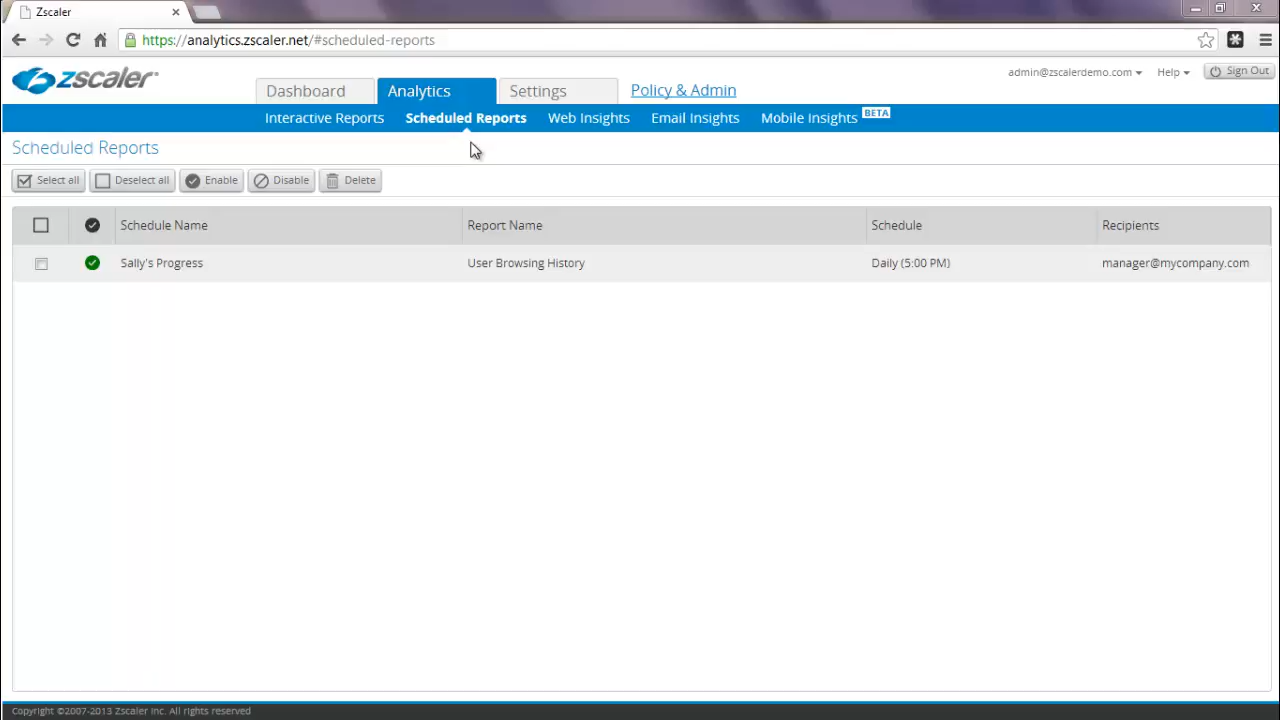 Zscaler
https://analytics.zscaler.net/#scheduled-reports
zscaler
Dashboard
Analytics
Settings
Policy & Admin
admin@zscalerdemo.com
Help
Sign Out
Interactive Reports
Scheduled Reports
Web Insights
Email Insights
Mobile Insights BETA
Scheduled Reports
Select all
Deselect all
Enable
Disable
Delete
Schedule Name
Report Name
Schedule
Recipients
Sally's Progress
User Browsing History
Daily (5:00 PM)
manager@mycompany.com
Copyright ©2007-2013 Zscaler Inc. All rights reserved